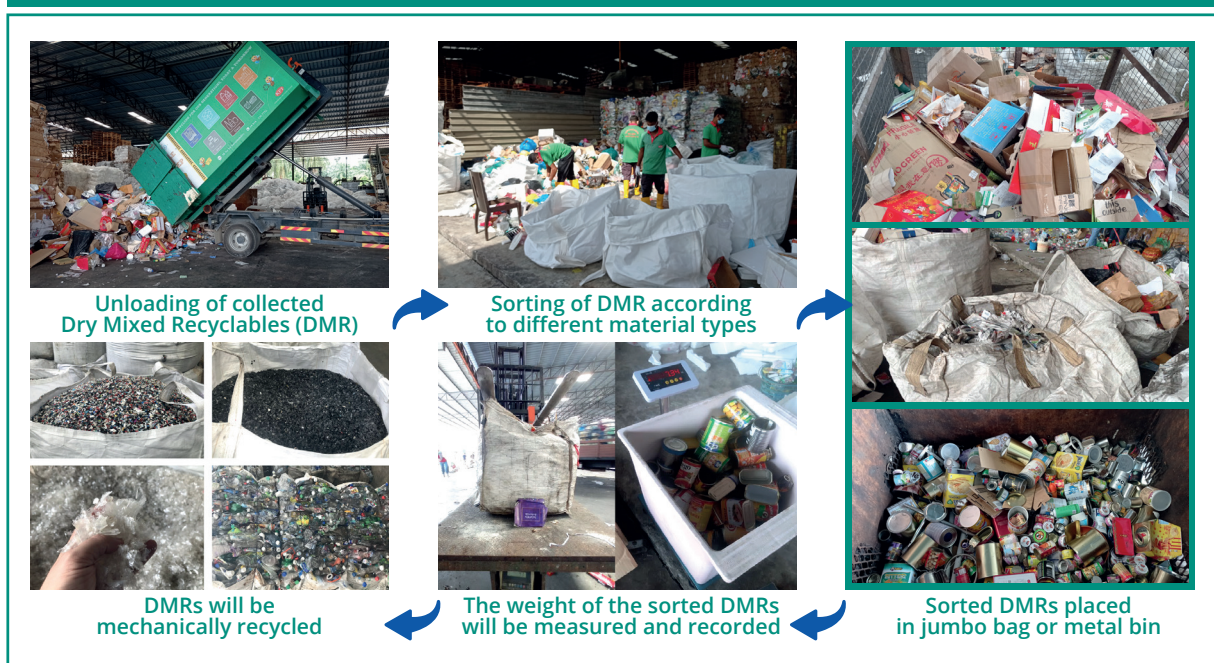 Unloading of collected
Dry Mixed Recyclables (DMR)
Sorting of DMR according
to different material types
Sorted DMRs placed
in jumbo bag or metal bin
The weight of the sorted DMRs
will be measured and recorded
DMRs will be
mechanically recycled